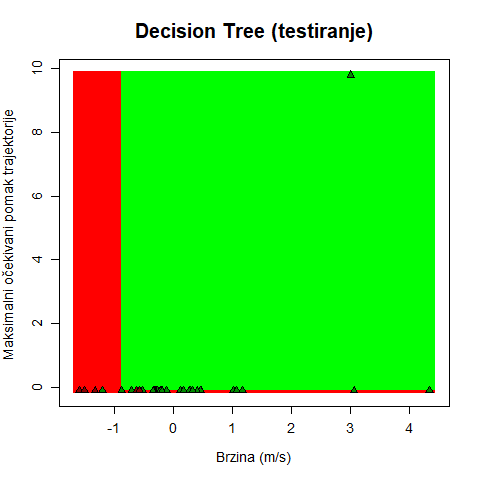 Decision Tree (testiranje)
Maksimalni očekivani pomak trajektorije
10
8
6
4
2
0
-1 0 1 2 3 4
Brzina (m/s)